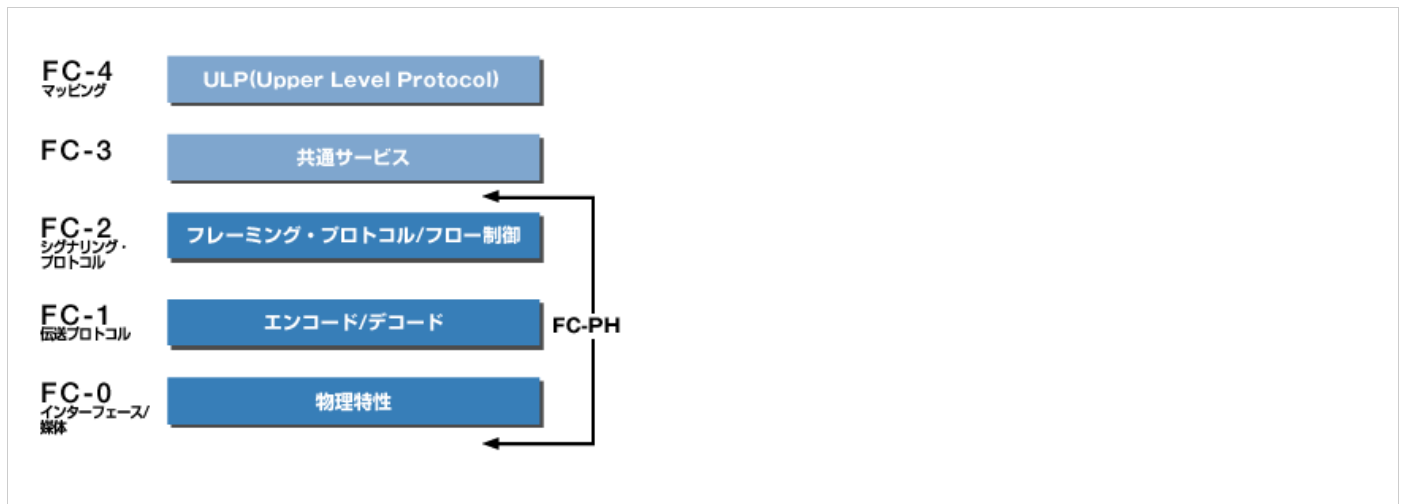 FC-4
マッピング
ULP(Upper Level Protocol)
FC-3
共通サービス
FC-2
シグナリング・
プロトコル
フレーミング・プロトコル/フロー制御
FC-1
伝送プロトコル
エンコード/デコード
FC-PH
FC-0
インターフェース/
媒体
物理特性